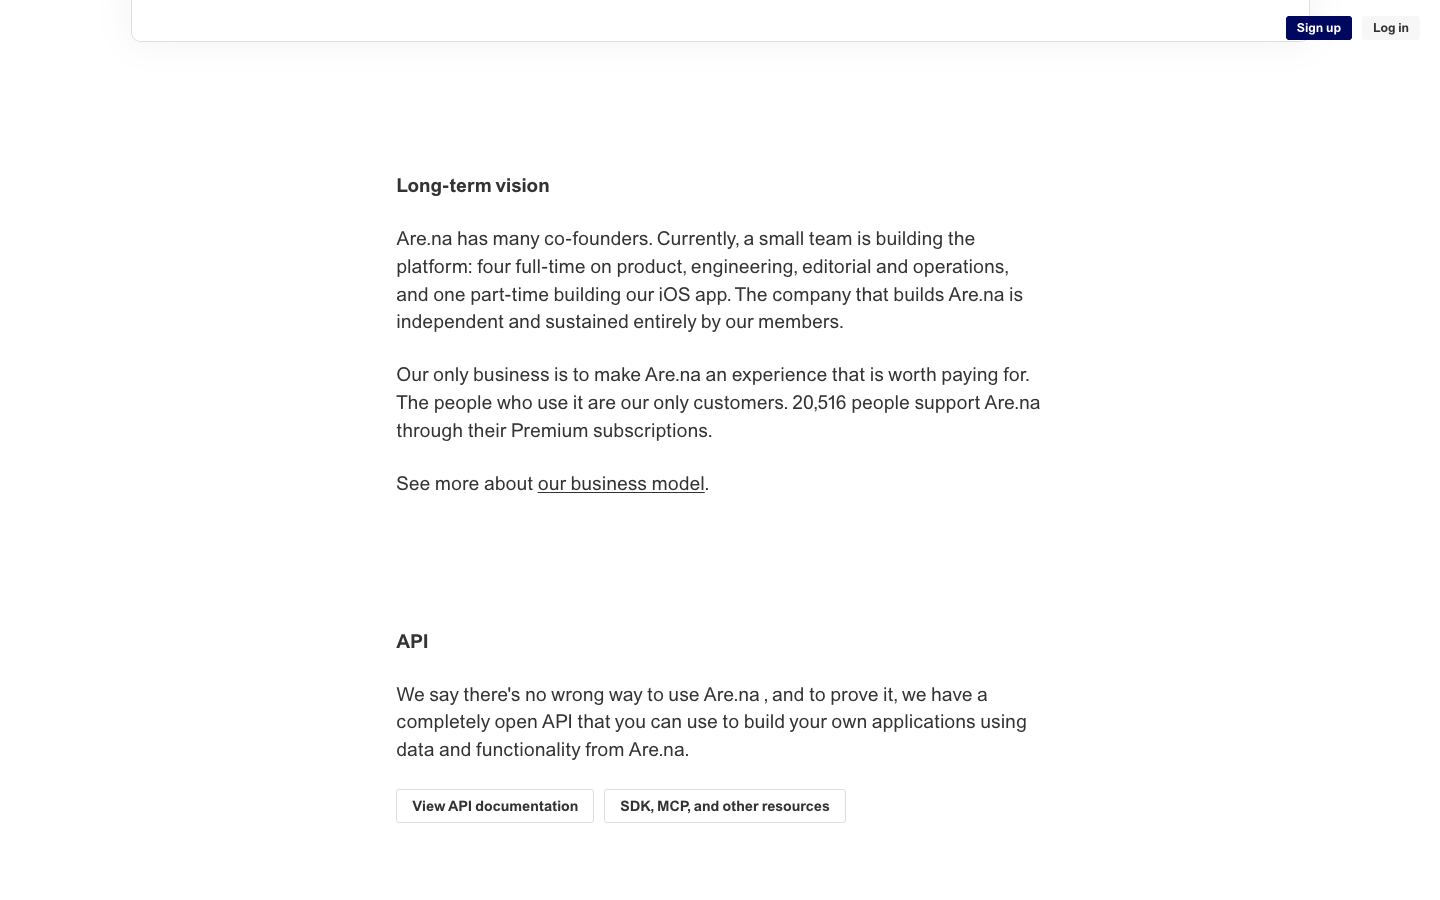 Sign up
Log in
Long-term vision
Are.na has many co-founders. Currently, a small team is building the
platform: four full-time on product, engineering, editorial and operations,
and one part-time building our iOS app. The company that builds Are.na is
independent and sustained entirely by our members.
Our only business is to make Are.na an experience that is worth paying for.
The people who use it are our only customers. 20,516 people support Are.na
through their Premium subscriptions.
See more about our business model.
API
We say there's no wrong way to use Are.na , and to prove it, we have a
completely open API that you can use to build your own applications using
data and functionality from Are.na.
View API documentation
SDK, MCP, and other resources